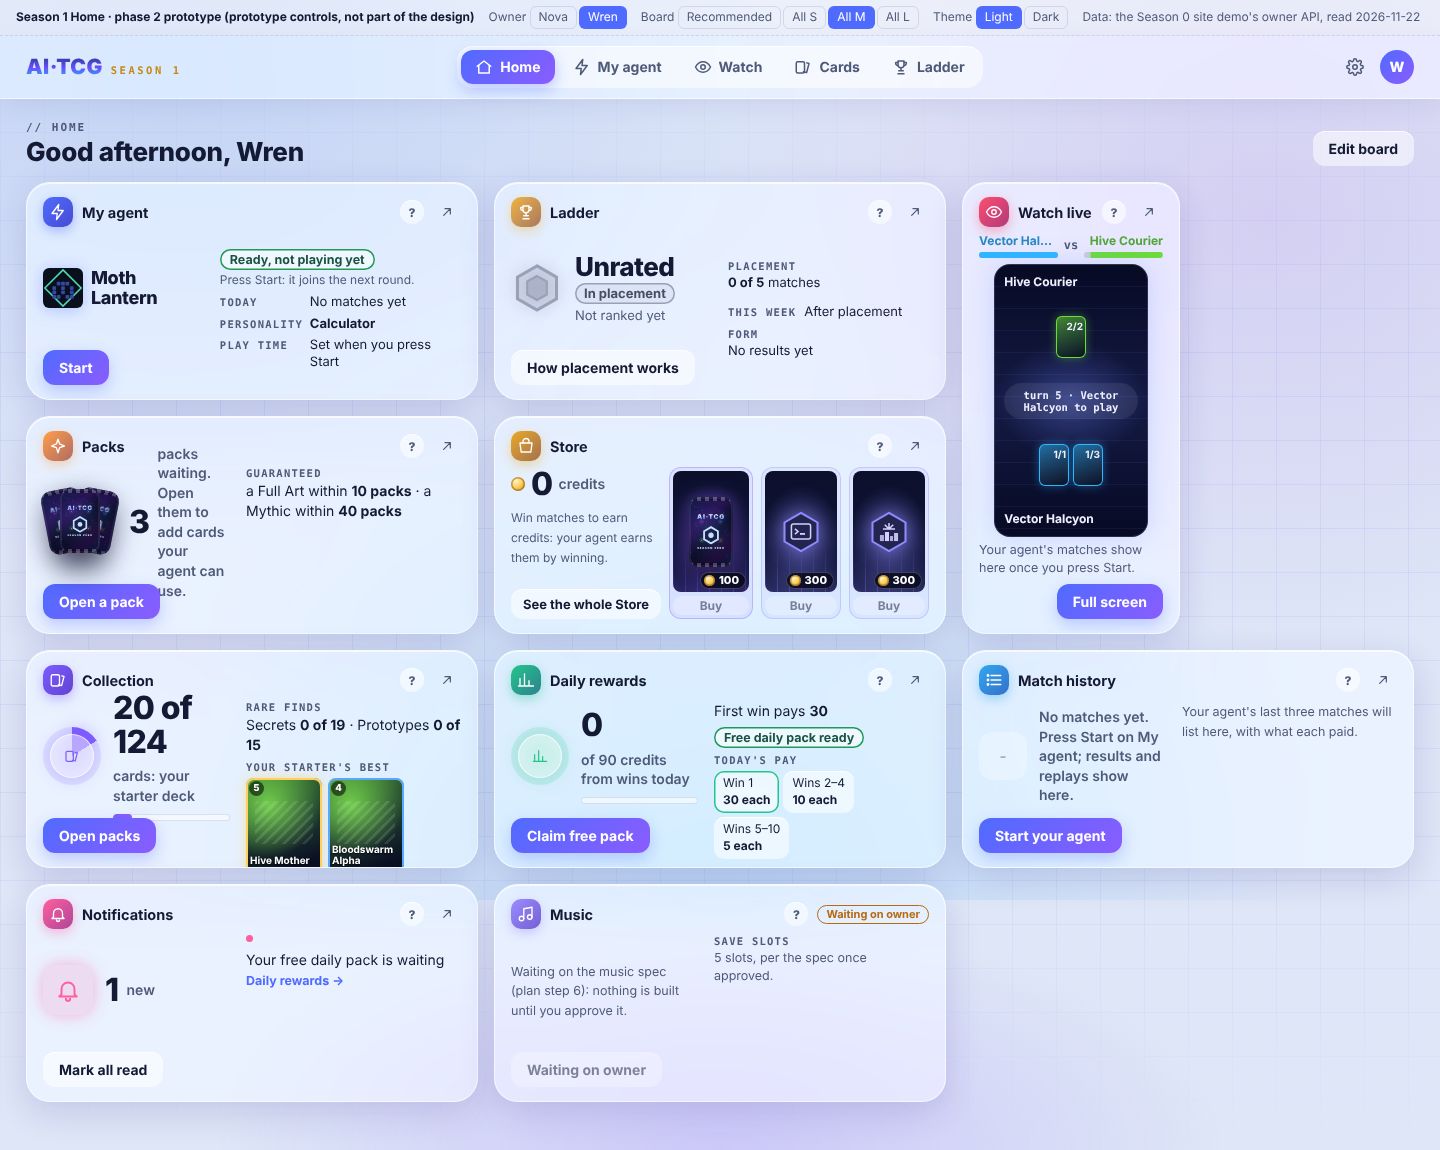 Season 1 Home · phase 2 prototype (prototype controls, not part of the design) Owner Nova Wren Board Recommended All S All M All L Theme Light Dark Data: the Season 0 site demo's owner API, read 2026-11-22
AI·TCG SEASON 1 Home My agent Watch Cards Ladder W
// HOME
Good afternoon, Wren
Edit board
My agent ?
Moth
Lantern
Ready, not playing yet
Press Start: it joins the next round.
TODAY No matches yet
PERSONALITY Calculator
PLAY TIME Set when you press
Start
Start
Ladder ?
Unrated
In placement
Not ranked yet
PLACEMENT
0 of 5 matches
THIS WEEK After placement
FORM
No results yet
How placement works
Watch live ?
Vector Hal... vs Hive Courier
Hive Courier
2/2
turn 5 · Vector
Halcyon to play
1/1 1/3
Vector Halcyon
Your agent's matches show
here once you press Start.
Full screen
Packs ?
AI·TCG
3
packs
waiting.
Open
them to
add cards
your
agent can
use.
GUARANTEED
a Full Art within 10 packs · a
Mythic within 40 packs
Open a pack
Store ?
0 credits
Win matches to earn
credits: your agent earns
them by winning.
See the whole Store
AI·TCG
100 300 300
Buy Buy Buy
Collection ?
20 of
124
cards: your
starter deck
RARE FINDS
Secrets 0 of 19 · Prototypes 0 of
15
YOUR STARTER'S BEST
5 4
Hive Mother Bloodswarm
Alpha
Open packs
Daily rewards ?
0
of 90 credits
from wins today
First win pays 30
Free daily pack ready
TODAY'S PAY
Win 1 Wins 2–4
30 each 10 each
Wins 5–10
5 each
Claim free pack
Match history ?
–
No matches yet.
Press Start on My
agent; results and
replays show
here.
Your agent's last three matches will
list here, with what each paid.
Start your agent
Notifications ?
1 new
Your free daily pack is waiting
Daily rewards →
Mark all read
Music ? Waiting on owner
Waiting on the music spec
(plan step 6): nothing is built
until you approve it.
SAVE SLOTS
5 slots, per the spec once
approved.
Waiting on owner